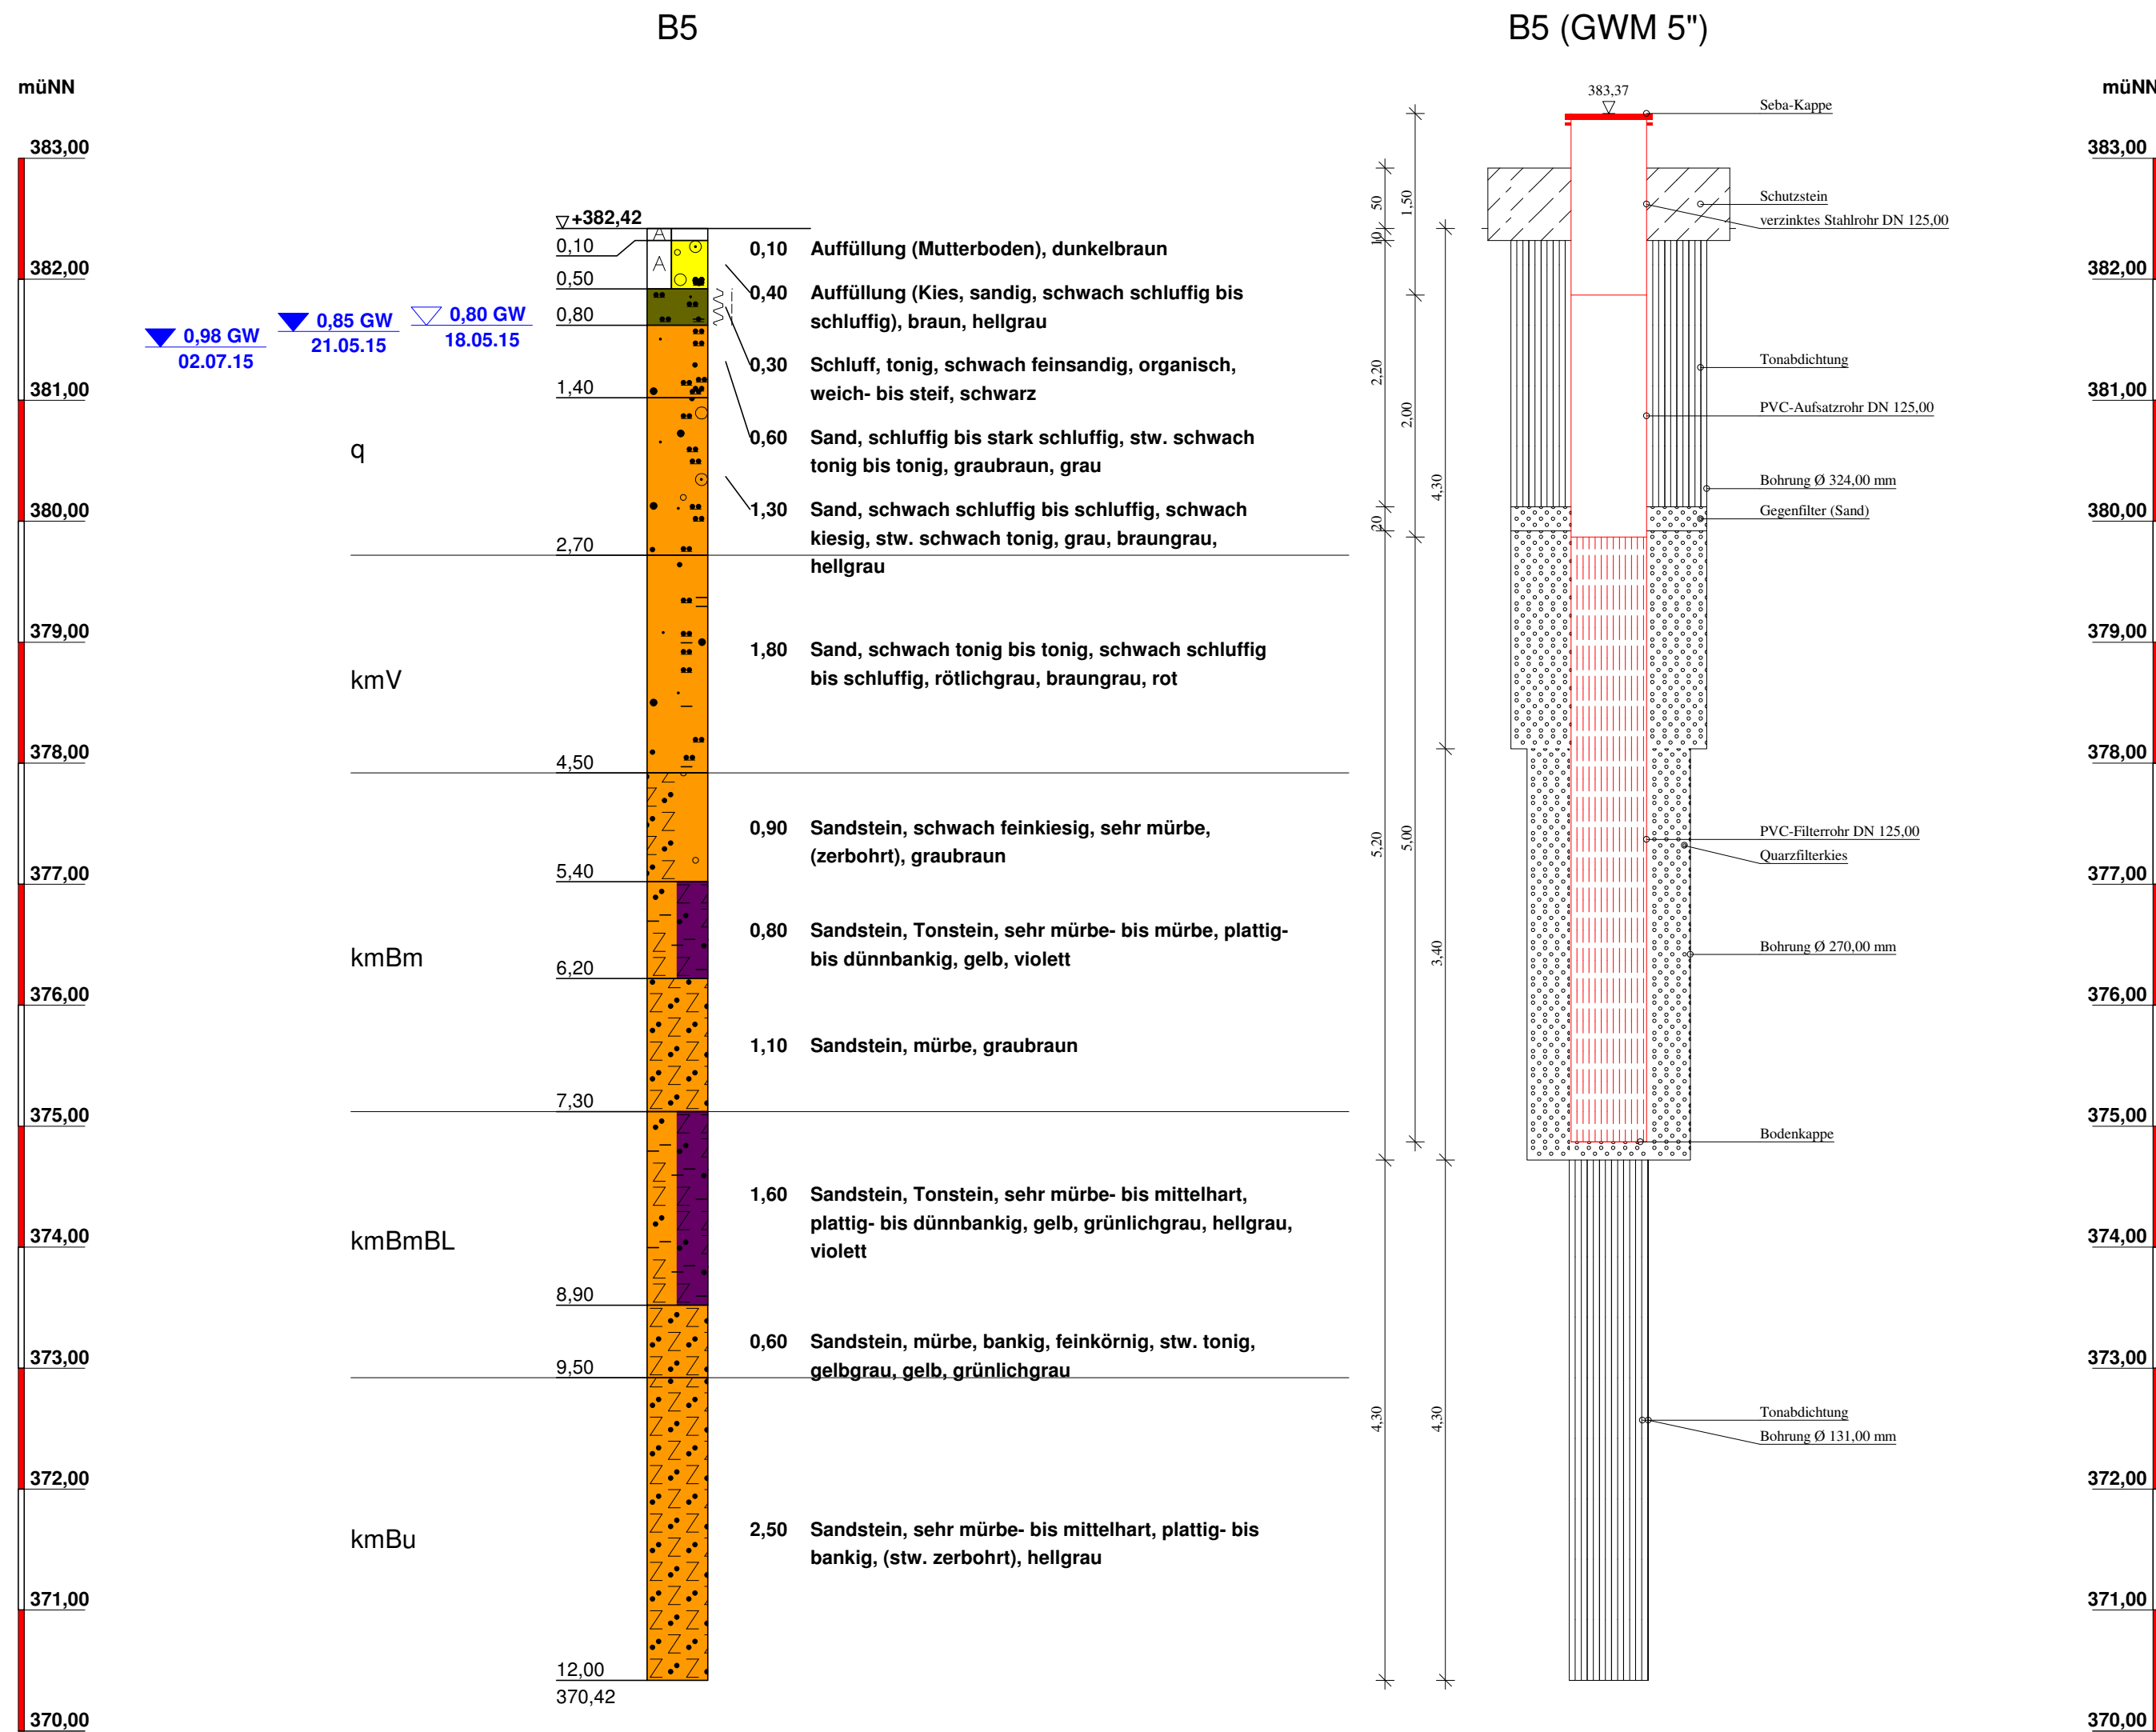 B5
B5 (GWM 5")
müNN
383,00
382,00
381,00
380,00
379,00
378,00
377,00
376,00
375,00
374,00
373,00
372,00
371,00
370,00
0,98 GW
02.07.15
0,85 GW
21.05.15
0,80 GW
18.05.15
q
kmV
kmBm
kmBmBL
kmBu
+382,42
0,10
0,50
0,80
1,40
2,70
4,50
5,40
6,20
7,30
8,90
9,50
12,00
370,42
A
A
0,10 Auffüllung (Mutterboden), dunkelbraun
0,40 Auffüllung (Kies, sandig, schwach schluffig bis
schluffig), braun, hellgrau
0,30 Schluff, tonig, schwach feinsandig, organisch,
weich- bis steif, schwarz
0,60 Sand, schluffig bis stark schluffig, stw. schwach
tonig bis tonig, graubraun, grau
1,30 Sand, schwach schluffig bis schluffig, schwach
kiesig, stw. schwach tonig, grau, braungrau,
hellgrau
1,80 Sand, schwach tonig bis tonig, schwach schluffig
bis schluffig, rötlichgrau, braungrau, rot
0,90 Sandstein, schwach feinkiesig, sehr mürbe,
(zerbohrt), graubraun
0,80 Sandstein, Tonstein, sehr mürbe- bis mürbe, plattig-
bis dünnbankig, gelb, violett
1,10 Sandstein, mürbe, graubraun
1,60 Sandstein, Tonstein, sehr mürbe- bis mittelhart,
plattig- bis dünnbankig, gelb, grünlichgrau, hellgrau,
violett
0,60 Sandstein, mürbe, bankig, feinkörnig, stw. tonig,
gelbgrau, gelb, grünlichgrau
2,50 Sandstein, sehr mürbe- bis mittelhart, plattig- bis
bankig, (stw. zerbohrt), hellgrau
50
10
2,20
20
5,20
4,30
1,50
2,00
5,00
4,30
3,40
4,30
383,37
Seba-Kappe
Schutzstein
verzinktes Stahlrohr DN 125,00
Tonabdichtung
PVC-Aufsatzrohr DN 125,00
Bohrung Ø 324,00 mm
Gegenfilter (Sand)
PVC-Filterrohr DN 125,00
Quarzfilterkies
Bohrung Ø 270,00 mm
Bodenkappe
Tonabdichtung
Bohrung Ø 131,00 mm
müNN
383,00
382,00
381,00
380,00
379,00
378,00
377,00
376,00
375,00
374,00
373,00
372,00
371,00
370,00